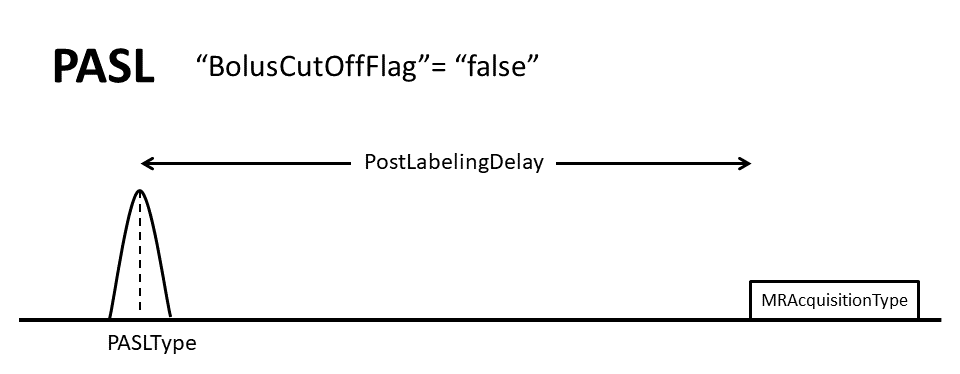 PASL “BolusCutOffFlag”= “false”
PostLabelingDelay
MRAcquisitionType
PASLType